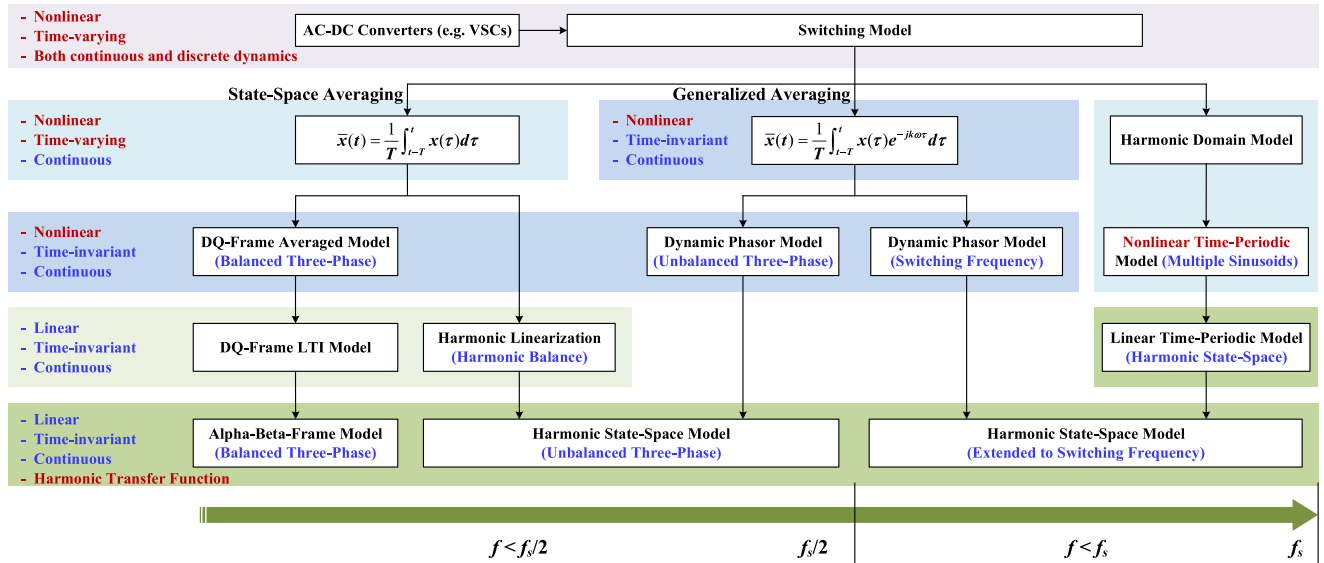 - Nonlinear
- Time-varying
- Both continuous and discrete dynamics
AC-DC Converters (e.g. VSCs)
Switching Model
State-Space Averaging
Generalized Averaging
- Nonlinear
- Time-varying
- Continuous
x̄(t) = 1/T ∫_{t-T}^{t} x(τ)dτ
- Nonlinear
- Time-invariant
- Continuous
x̄(t) = 1/T ∫_{t-T}^{t} x(τ)e^{-jkωτ}dτ
Harmonic Domain Model
- Nonlinear
- Time-invariant
- Continuous
DQ-Frame Averaged Model
(Balanced Three-Phase)
Dynamic Phasor Model
(Unbalanced Three-Phase)
Dynamic Phasor Model
(Switching Frequency)
Nonlinear Time-Periodic
Model (Multiple Sinusoids)
- Linear
- Time-invariant
- Continuous
DQ-Frame LTI Model
Harmonic Linearization
(Harmonic Balance)
Linear Time-Periodic Model
(Harmonic State-Space)
- Linear
- Time-invariant
- Continuous
- Harmonic Transfer Function
Alpha-Beta-Frame Model
(Balanced Three-Phase)
Harmonic State-Space Model
(Unbalanced Three-Phase)
Harmonic State-Space Model
(Extended to Switching Frequency)
f < f_s/2
f_s/2
f < f_s
f_s